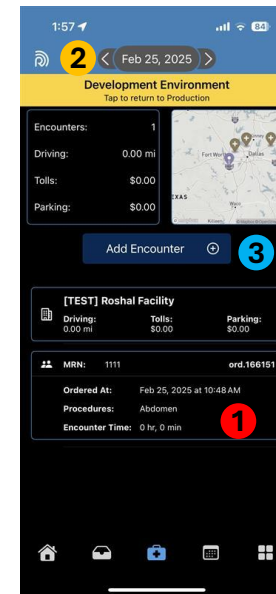 1:57 84
2 Feb 25, 2025
Development Environment
Tap to return to Production
Encounters: 1
Driving: 0.00 mi
Tolls: $0.00
Parking: $0.00
Fort Wor Dallas
EXAS
Waco
Add Encounter 3
[TEST] Roshal Facility
Driving: Tolls: Parking:
0.00 mi $0.00 $0.00
MRN: 1111 ord.166151
Ordered At: Feb 25, 2025 at 10:48 AM
Procedures: Abdomen
Encounter Time: 0 hr, 0 min 1